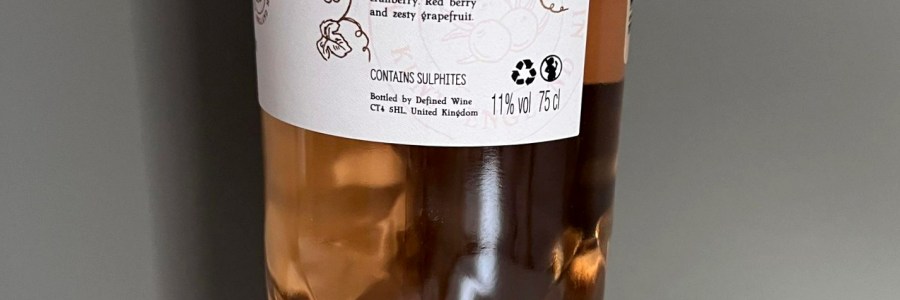 cranberry. Red berry
and zesty grapefruit.
CONTAINS SULPHITES
Bottled by Defined Wine
CT4 5HL, United Kingdom
11% vol 75 cl